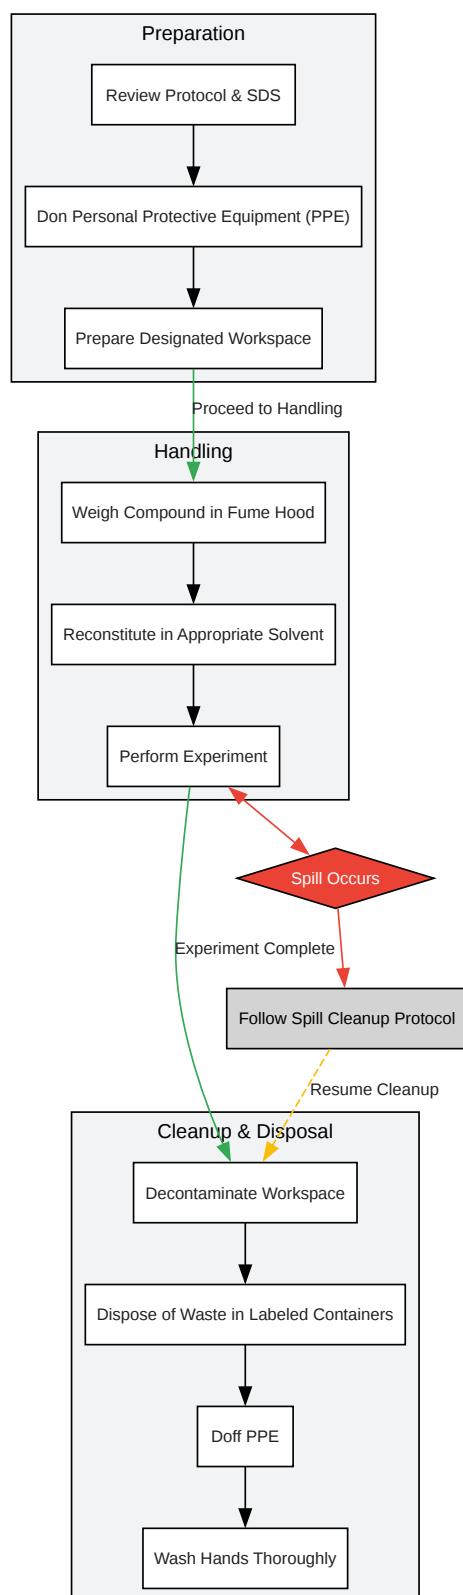 Preparation
Review Protocol & SDS
Don Personal Protective Equipment (PPE)
Prepare Designated Workspace
Proceed to Handling
Handling
Weigh Compound in Fume Hood
Reconstitute in Appropriate Solvent
Perform Experiment
Spill Occurs
Experiment Complete
Follow Spill Cleanup Protocol
Resume Cleanup
Cleanup & Disposal
Decontaminate Workspace
Dispose of Waste in Labeled Containers
Doff PPE
Wash Hands Thoroughly